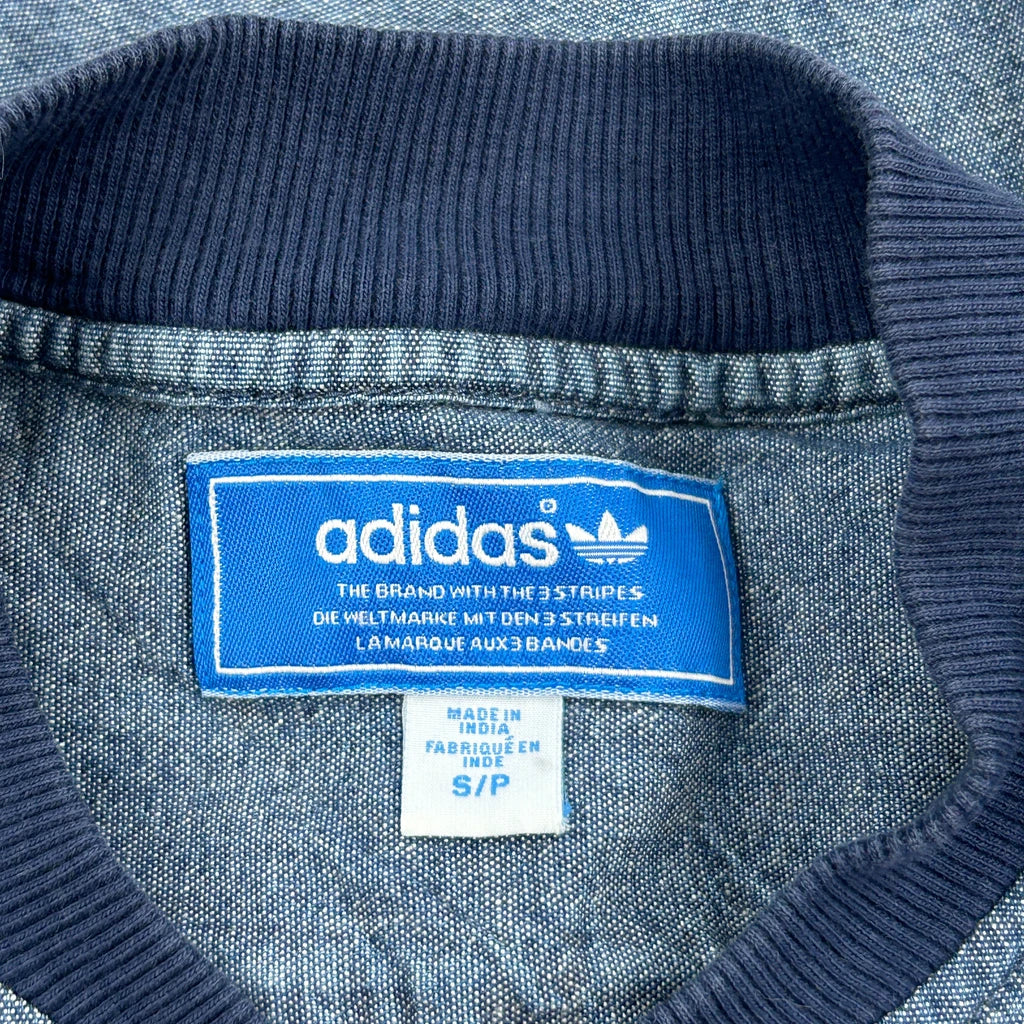 adidas®
THE BRAND WITH THE 3 STRIPES
DIE WELTMARKE MIT DEN 3 STREIFEN
LA MARQUE AUX 3 BANDES
MADE IN
INDIA
FABRIQUÉ EN
INDE
S/P